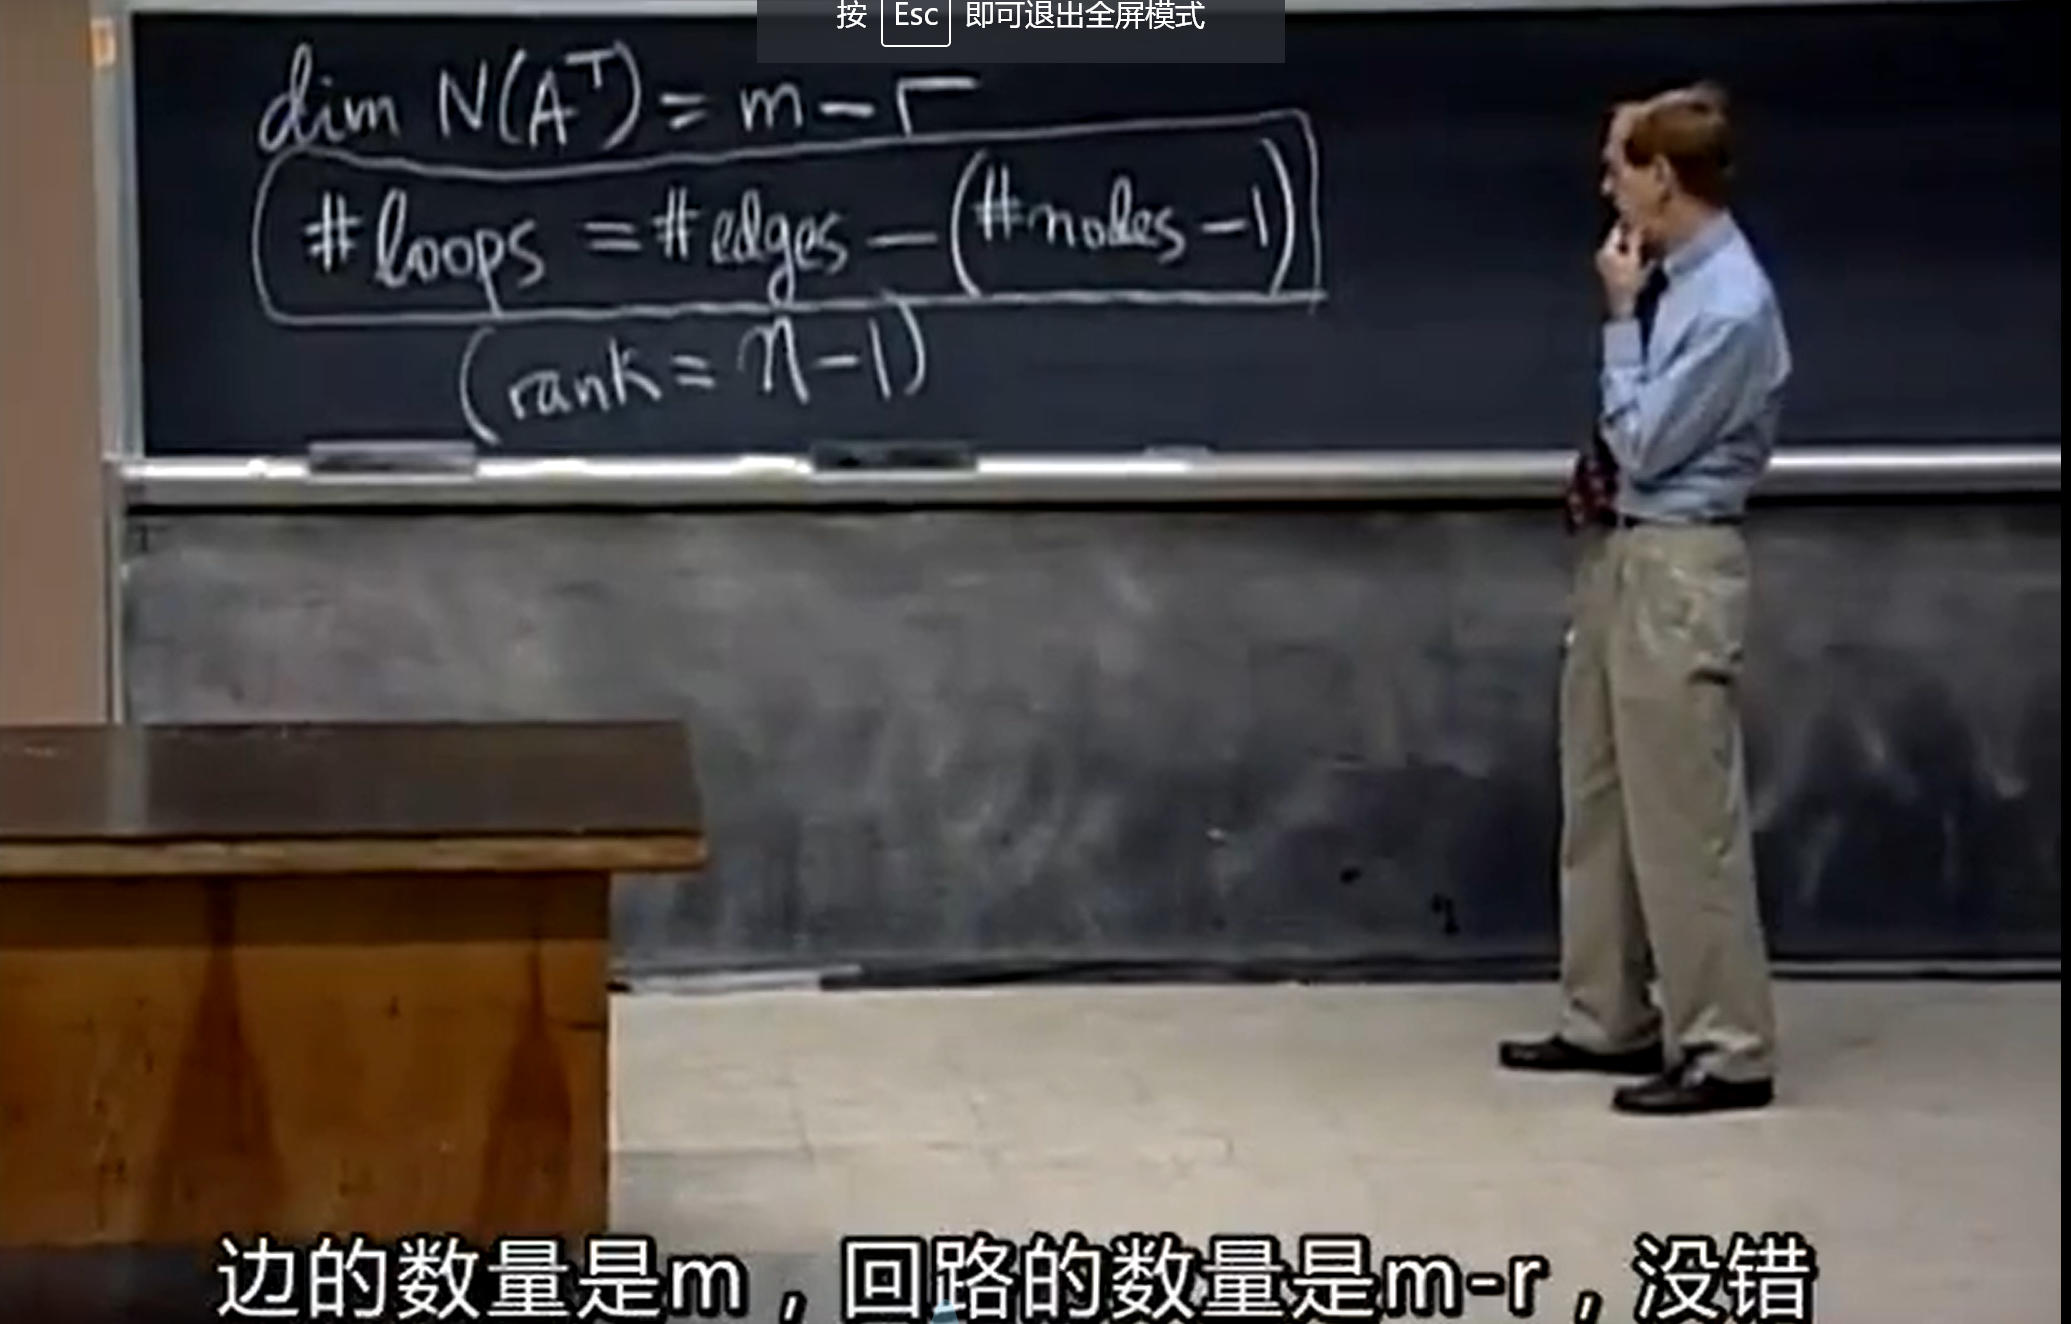 按 Esc 即可退出全屏模式
dim N(Aᵀ) = m - r
#loops = #edges - (#nodes - 1)
(rank = n - 1)
边的数量是m，回路的数量是m-r，没错